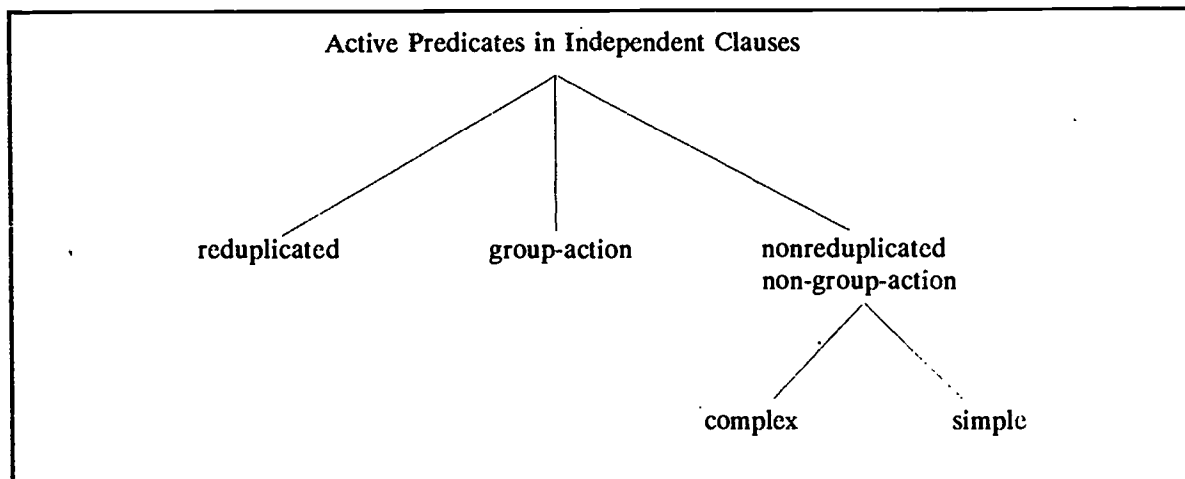 Active Predicates in Independent Clauses
reduplicated group-action nonreduplicated
non-group-action
complex simple